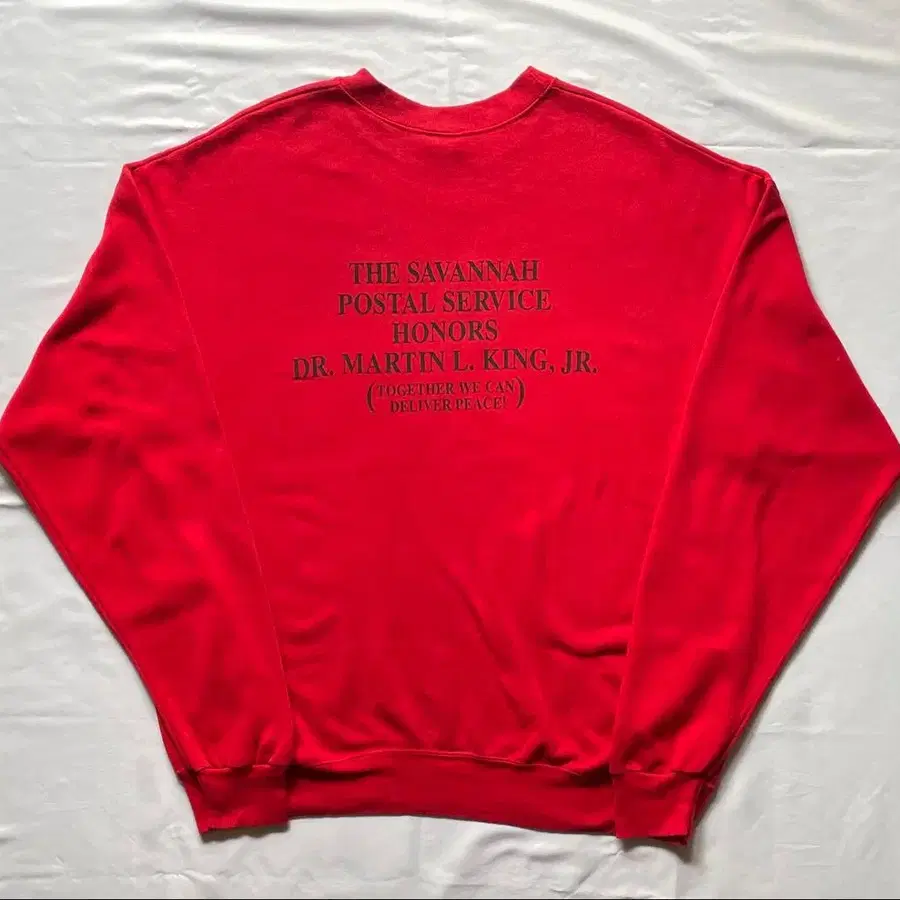 THE SAVANNAH
POSTAL SERVICE
HONORS
DR. MARTIN L. KING, JR.
(TOGETHER WE CAN
DELIVER PEACE!)